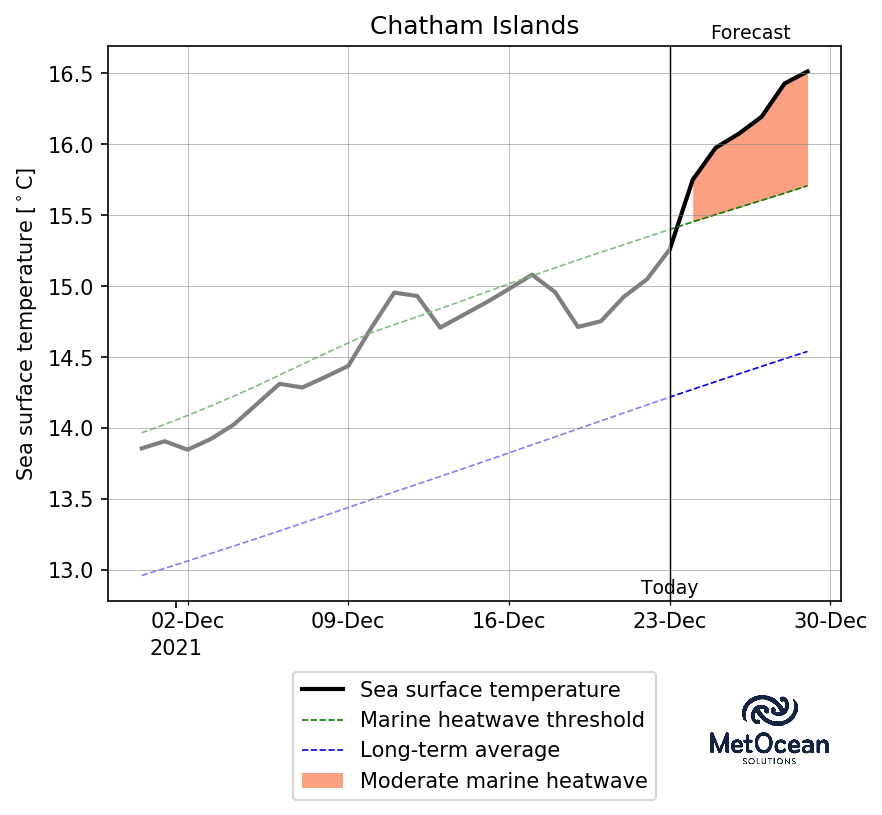 Chatham Islands
Forecast
Sea surface temperature [°C]
16.5
16.0
15.5
15.0
14.5
14.0
13.5
13.0
Today
02-Dec 09-Dec 16-Dec 23-Dec 30-Dec
2021
Sea surface temperature
Marine heatwave threshold
Long-term average
Moderate marine heatwave
MetOcean
SOLUTIONS